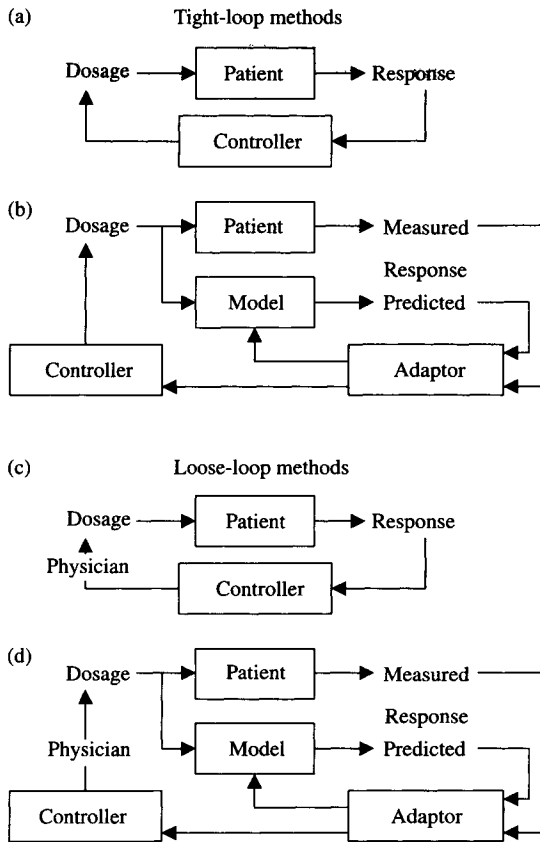 (a) Tight-loop methods
Dosage Patient Response
Controller
(b)
Dosage Patient Measured
Response
Model Predicted
Controller Adaptor
(c) Loose-loop methods
Dosage Patient Response
Physician
Controller
(d)
Dosage Patient Measured
Response
Physician Model Predicted
Controller Adaptor